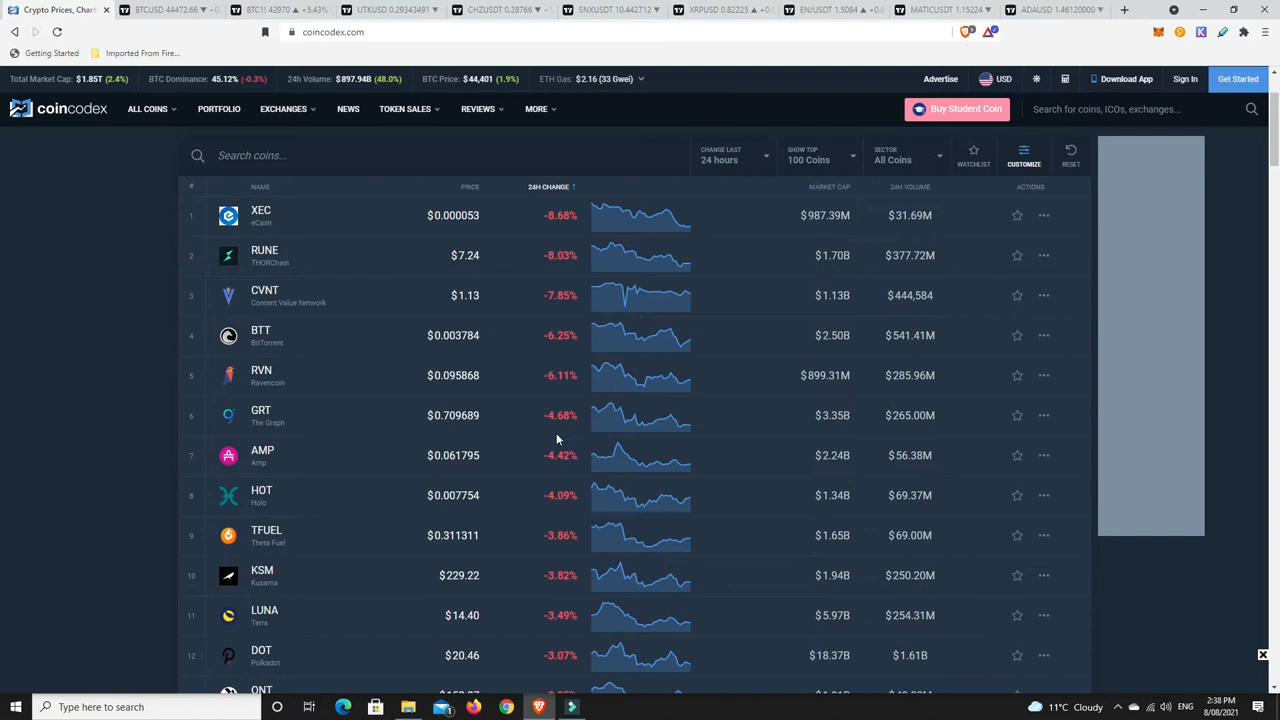 Crypto Prices, Char
BTCUSD 44472.66
BTC1! 42970 ▲ +5.43%
UTKUSD 0.29343491
CHZUSDT 0.28766
SNXUSDT 10.442712
XRPUSD 0.82225 ▲ +0.
ENJUSDT 1.5084 ▲ +0.
MATICUSDT 1.15224
ADAUSD 1.46120000
coincodex.com
Getting Started
Imported From Fire...
Total Market Cap: $1.85T (2.4%)
BTC Dominance: 45.12% (-0.3%)
24h Volume: $897.94B (48.0%)
BTC Price: $44,401 (1.9%)
ETH Gas: $2.16 (33 Gwei)
Advertise
USD
Download App
Sign In
Get Started
coincodex
ALL COINS
PORTFOLIO
EXCHANGES
NEWS
TOKEN SALES
REVIEWS
MORE
Buy Student Coin
Search for coins, ICOs, exchanges...
Search coins...
CHANGE LAST
24 hours
SHOW TOP
100 Coins
SECTOR
All Coins
WATCHLIST
CUSTOMIZE
RESET
# NAME PRICE 24H CHANGE ↑ MARKET CAP 24H VOLUME ACTIONS
1 XEC $0.000053 -8.68% $987.39M $31.69M
eCash
2 RUNE $7.24 -8.03% $1.70B $377.72M
THORChain
3 CVNT $1.13 -7.85% $1.13B $444,584
Content Value Network
4 BTT $0.003784 -6.25% $2.50B $541.41M
BitTorrent
5 RVN $0.095868 -6.11% $899.31M $285.96M
Ravencoin
6 GRT $0.709689 -4.68% $3.35B $265.00M
The Graph
7 AMP $0.061795 -4.42% $2.24B $56.38M
Amp
8 HOT $0.007754 -4.09% $1.34B $69.37M
Holo
9 TFUEL $0.311311 -3.86% $1.65B $69.00M
Theta Fuel
10 KSM $229.22 -3.82% $1.94B $250.20M
Kusama
11 LUNA $14.40 -3.49% $5.97B $254.31M
Terra
12 DOT $20.46 -3.07% $18.37B $1.61B
Polkadot
Type here to search
11°C Cloudy
2:38 PM
8/08/2021